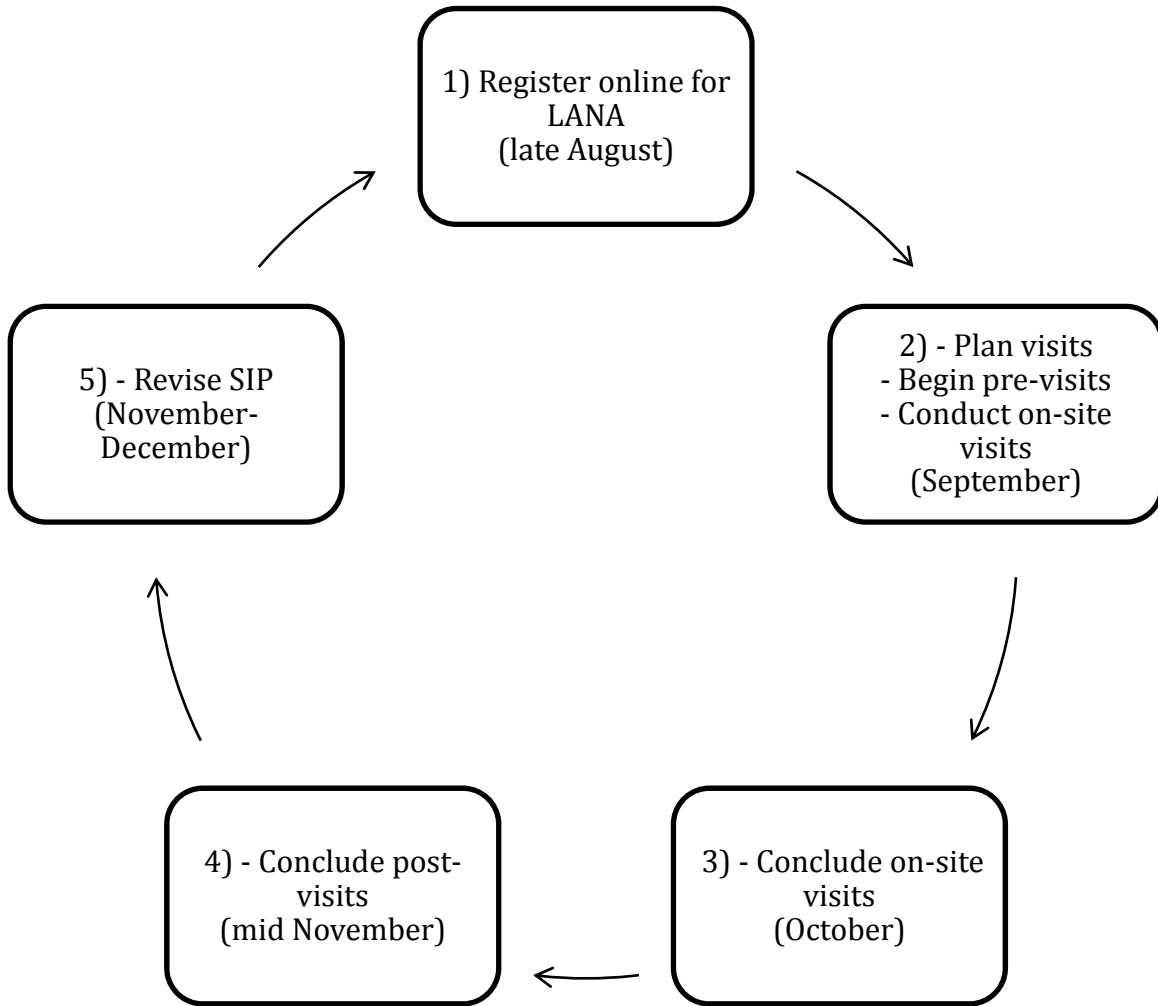 1) Register online for
LANA
(late August)
2) - Plan visits
- Begin pre-visits
- Conduct on-site
visits
(September)
3) - Conclude on-site
visits
(October)
4) - Conclude post-
visits
(mid November)
5) - Revise SIP
(November-
December)